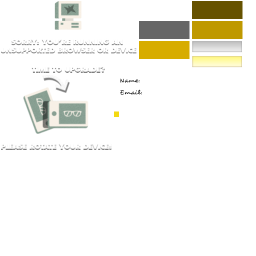 SORRY! YOU'RE RUNNING AN
UNSUPPORTED BROWSER OR DEVICE
TIME TO UPGRADE?
Name:
Email:
PLEASE ROTATE YOUR DEVICE!